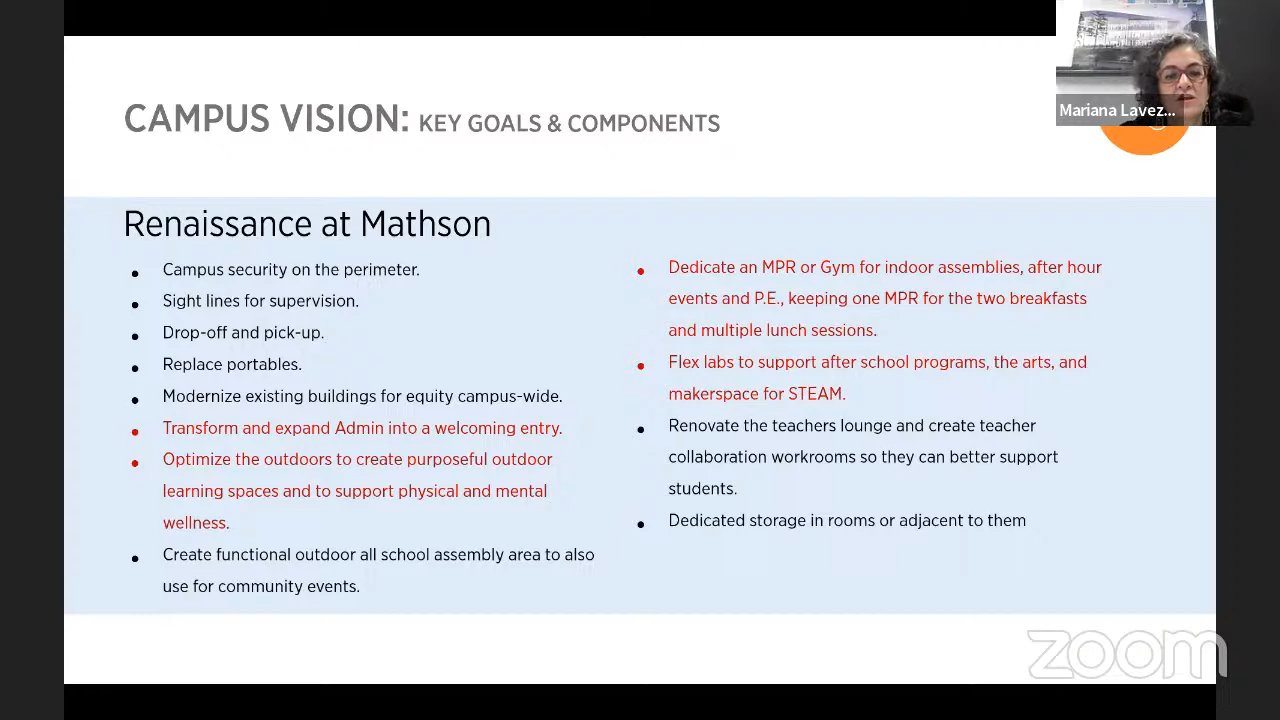 Mariana Lavez...
CAMPUS VISION: KEY GOALS & COMPONENTS
Renaissance at Mathson
• Campus security on the perimeter.
• Sight lines for supervision.
• Drop-off and pick-up.
• Replace portables.
• Modernize existing buildings for equity campus-wide.
• Transform and expand Admin into a welcoming entry.
• Optimize the outdoors to create purposeful outdoor
learning spaces and to support physical and mental
wellness.
• Create functional outdoor all school assembly area to also
use for community events.
• Dedicate an MPR or Gym for indoor assemblies, after hour
events and P.E., keeping one MPR for the two breakfasts
and multiple lunch sessions.
• Flex labs to support after school programs, the arts, and
makerspace for STEAM.
• Renovate the teachers lounge and create teacher
collaboration workrooms so they can better support
students.
• Dedicated storage in rooms or adjacent to them
zoom